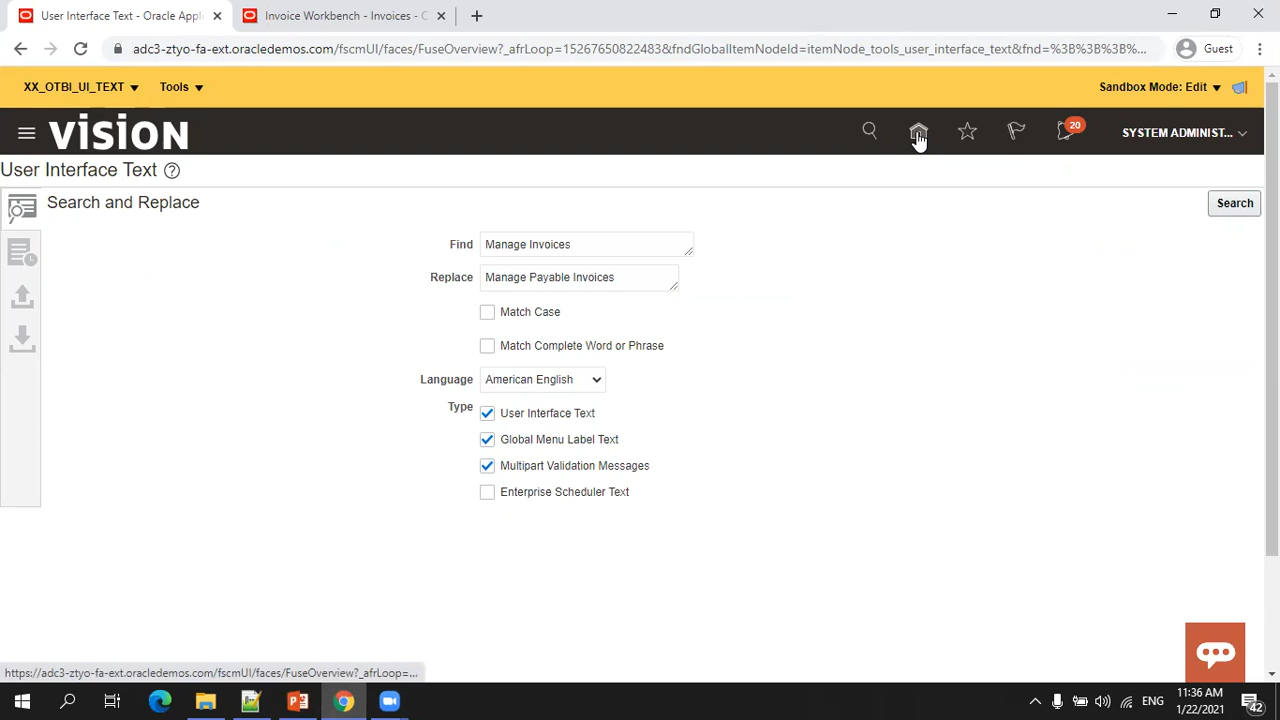 User Interface Text - Oracle Appl
Invoice Workbench - Invoices - O
adc3-ztyo-fa-ext.oracledemos.com/fscmUI/faces/FuseOverview?_afrLoop=15267650822483&fndGlobalItemNodeId=itemNode_tools_user_interface_text&fnd=%3B%3B%3B%...
Guest
XX_OTBI_UI_TEXT
Tools
Sandbox Mode: Edit
VISION
20
SYSTEM ADMINIST...
User Interface Text
Search and Replace
Search
Find
Manage Invoices
Replace
Manage Payable Invoices
Match Case
Match Complete Word or Phrase
Language
American English
Type
User Interface Text
Global Menu Label Text
Multipart Validation Messages
Enterprise Scheduler Text
https://adc3-ztyo-fa-ext.oracledemos.com/fscmUI/faces/FuseOverview?_afrLoop=...
ENG
11:36 AM
1/22/2021
42